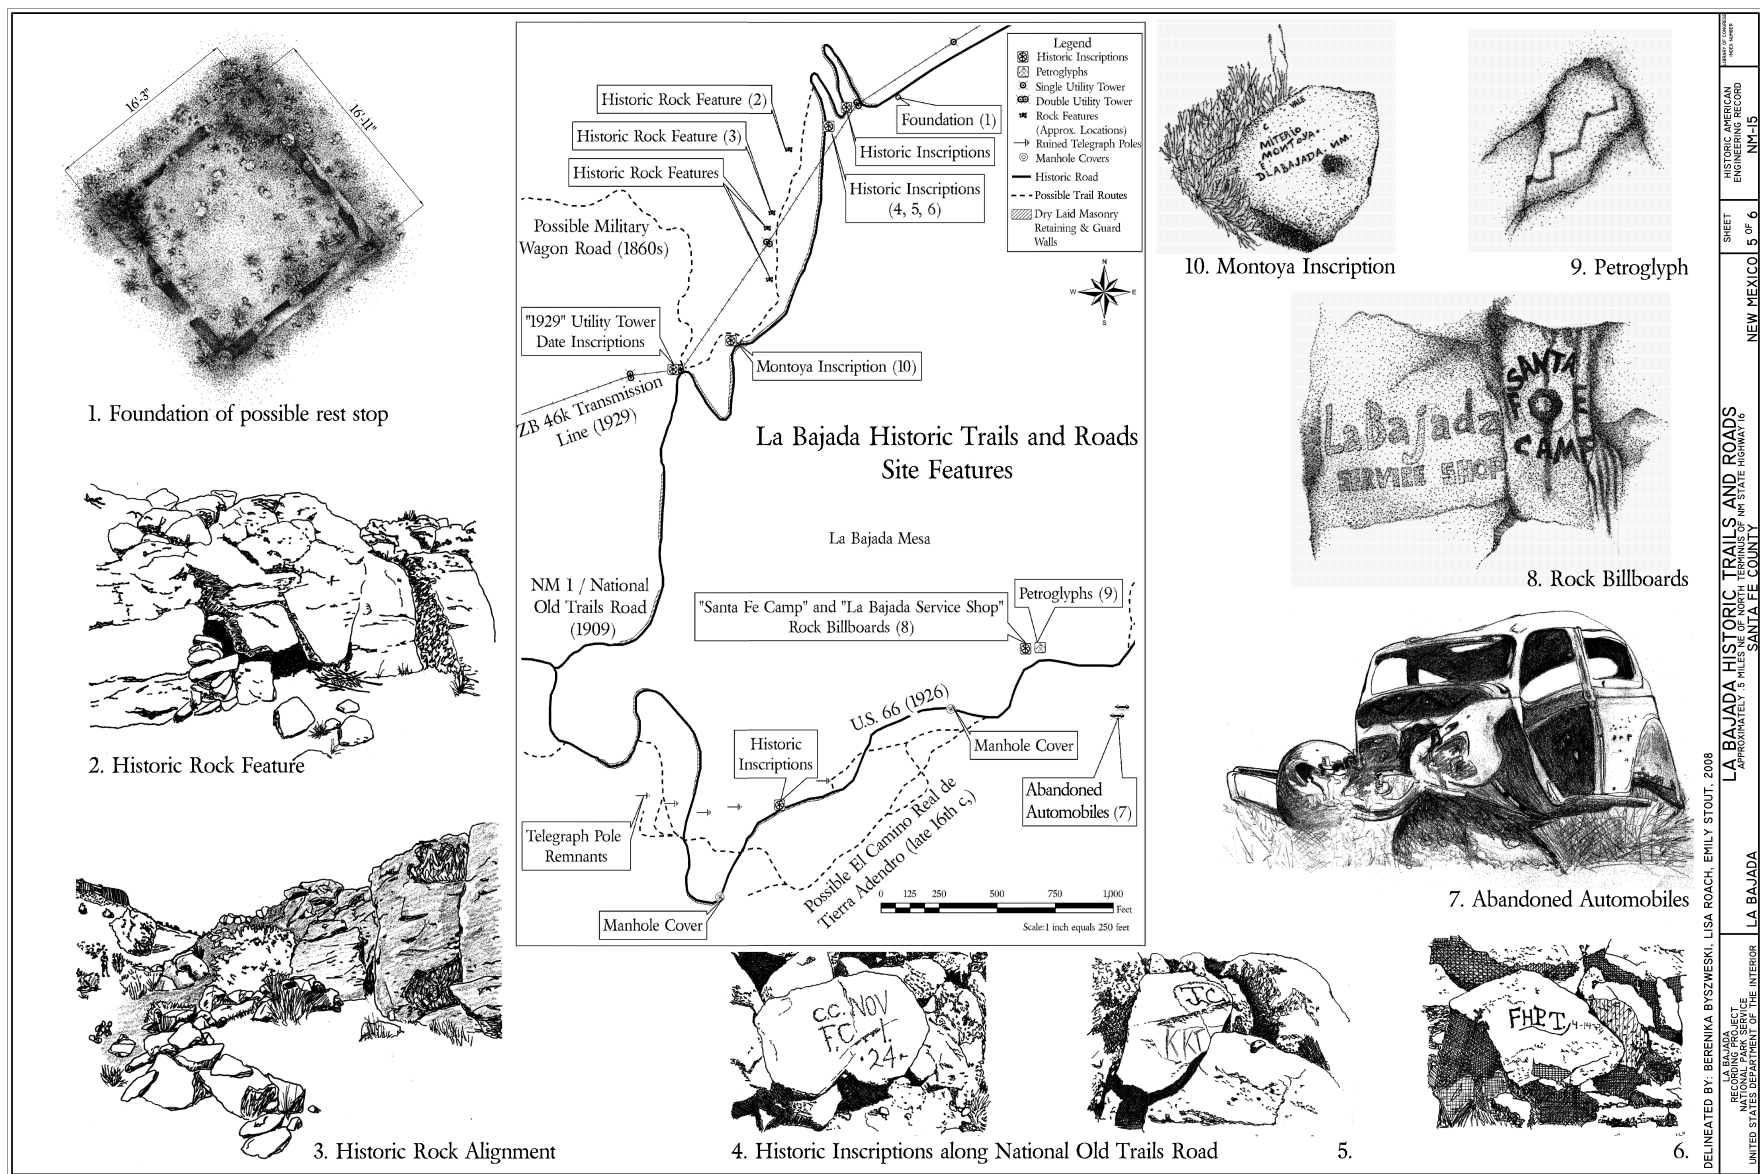 16'-3"
16'-11"
1. Foundation of possible rest stop
2. Historic Rock Feature
3. Historic Rock Alignment
Legend
Historic Inscriptions
Petroglyphs
Single Utility Tower
Double Utility Tower
Rock Features
(Approx. Locations)
Ruined Telegraph Poles
Manhole Covers
Historic Road
Possible Trail Routes
Dry Laid Masonry
Retaining & Guard
Walls
N
W
E
S
Historic Rock Feature (2)
Historic Rock Feature (3)
Historic Rock Features
Foundation (1)
Historic Inscriptions
Historic Inscriptions
(4, 5, 6)
Possible Military
Wagon Road (1860s)
"1929" Utility Tower
Date Inscriptions
Montoya Inscription (10)
ZB 46k Transmission
Line (1929)
La Bajada Historic Trails and Roads
Site Features
La Bajada Mesa
NM 1 / National
Old Trails Road
(1909)
"Santa Fe Camp" and "La Bajada Service Shop"
Rock Billboards (8)
Petroglyphs (9)
U.S. 66 (1926)
Manhole Cover
Historic
Inscriptions
Abandoned
Automobiles (7)
Telegraph Pole
Remnants
Possible El Camino Real de
Tierra Adendro (late 16th c,)
Manhole Cover
0 125 250 500 750 1,000
Feet
Scale:1 inch equals 250 feet
C
MITERIO
MONTOYA.
DLABAJADA. NM.
10. Montoya Inscription
9. Petroglyph
La Bajada
SERVICE SHOP
SANTA
F E
CAMP
8. Rock Billboards
7. Abandoned Automobiles
C.C. NOV
F.C 1
·24-
4. Historic Inscriptions along National Old Trails Road
J.C
KKT
5.
FHPT, 4-14-
6.
LIBRARY OF CONGRESS
INDEX NUMBER
HISTORIC AMERICAN
ENGINEERING RECORD
NM-15
SHEET
5 OF 6
LA BAJADA HISTORIC TRAILS AND ROADS
APPROXIMATELY .5 MILES NE OF NORTH TERMINUS OF NM STATE HIGHWAY 16
LA BAJADA
SANTA FE COUNTY
NEW MEXICO
DELINEATED BY: BERENIKA BYSZWESKI, LISA ROACH, EMILY STOUT, 2008
LA BAJADA
RECORDING PROJECT
NATIONAL PARK SERVICE
UNITED STATES DEPARTMENT OF THE INTERIOR